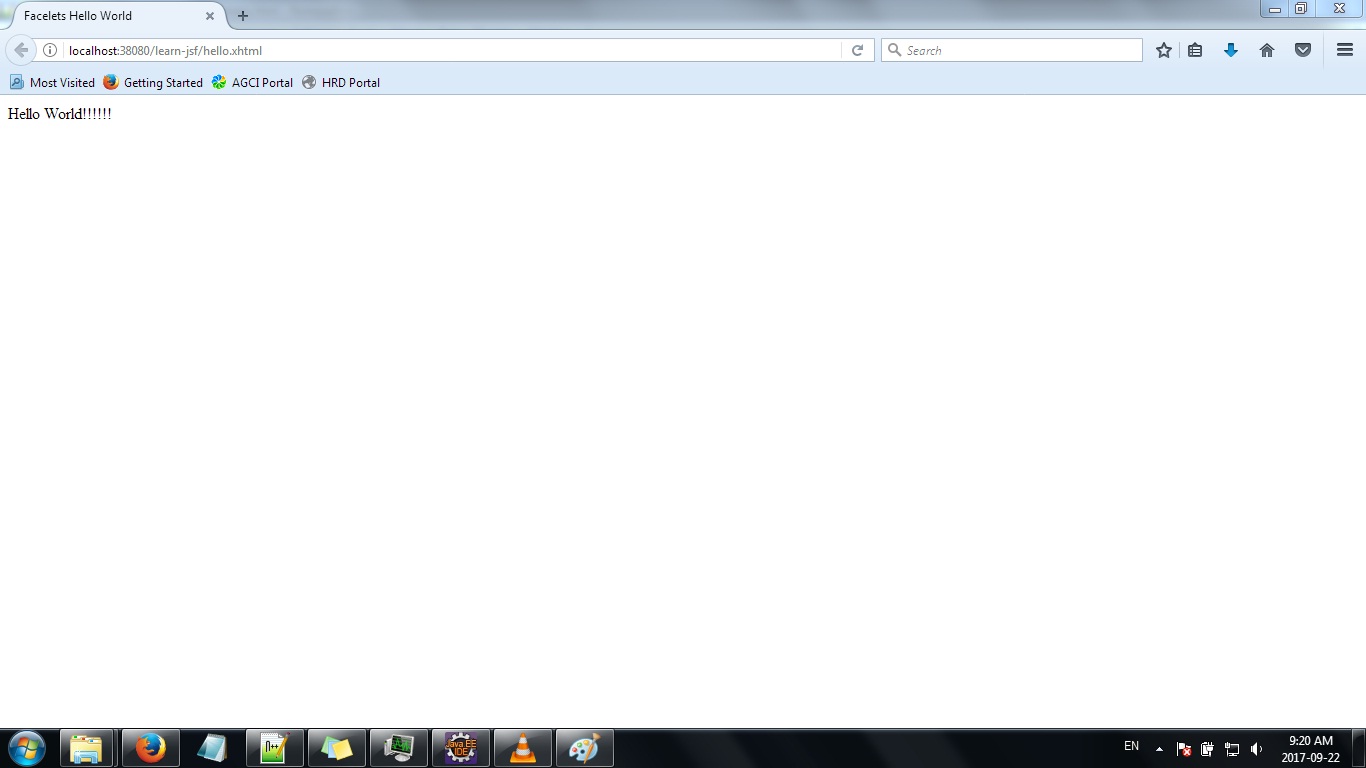 Facelets Hello World
localhost:38080/learn-jsf/hello.xhtml
Search
Most Visited Getting Started AGCI Portal HRD Portal
Hello World!!!!!!
Java EE
IDE
EN
9:20 AM
2017-09-22